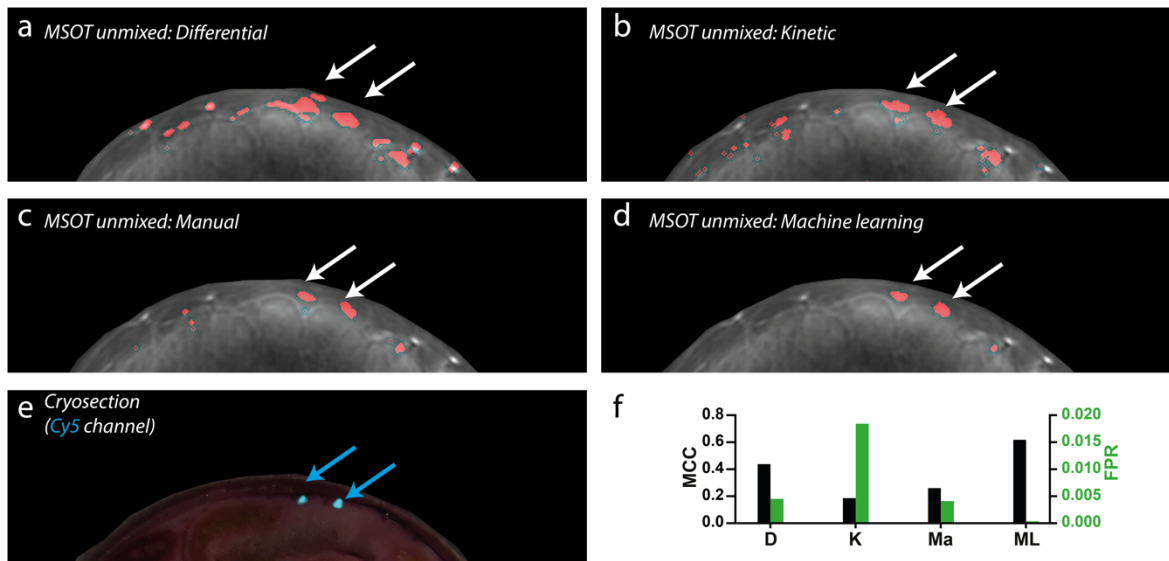 a MSOT unmixed: Differential
b MSOT unmixed: Kinetic
c MSOT unmixed: Manual
d MSOT unmixed: Machine learning
e Cryosection
(Cy5 channel)
f
MCC
0.8
0.6
0.4
0.2
0.0
0.020
0.015
0.010
0.005
0.000
FPR
D K Ma ML